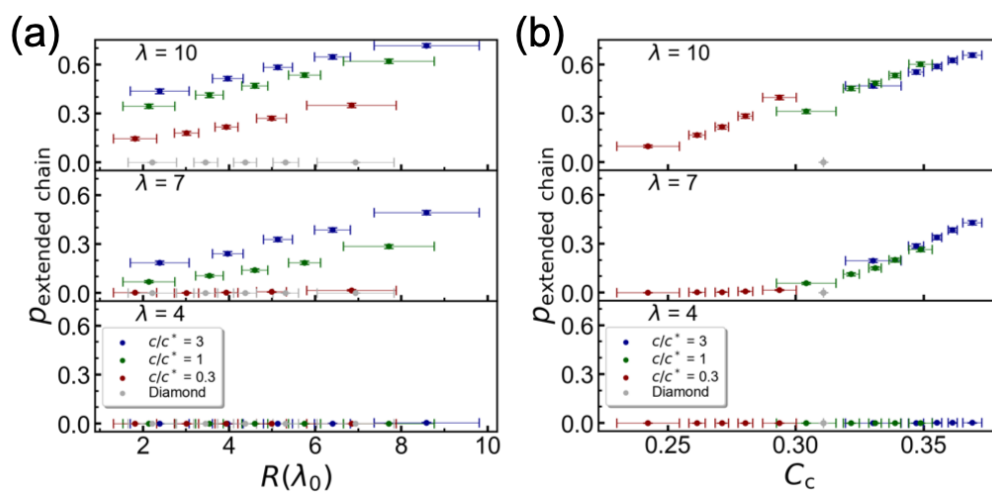 (a)
λ = 10
0.6
0.3
0.0
λ = 7
0.6
0.3
0.0
λ = 4
0.6
0.3
0.0
p extended chain
c/c* = 3
c/c* = 1
c/c* = 0.3
Diamond
2 4 6 8 10
R(λ₀)
(b)
λ = 10
0.6
0.3
0.0
λ = 7
0.6
0.3
0.0
λ = 4
0.6
0.3
0.0
p extended chain
c/c* = 3
c/c* = 1
c/c* = 0.3
Diamond
0.25 0.30 0.35
C_c